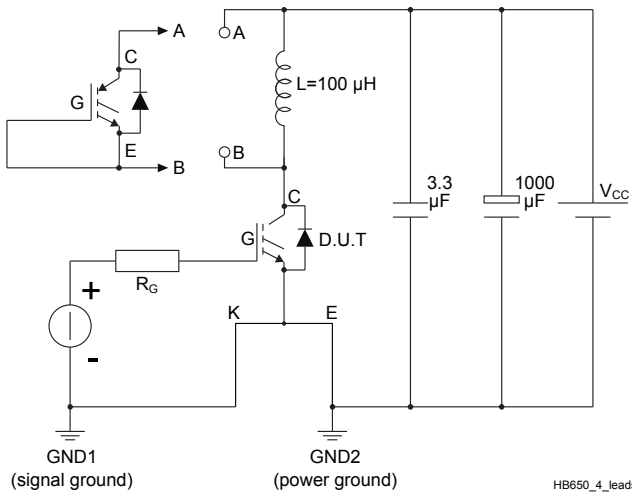 A
A
C
G
L=100 µH
E
B
B
C
3.3
µF
1000
µF
VCC
G
D.U.T
RG
+
-
K
E
GND1
(signal ground)
GND2
(power ground)